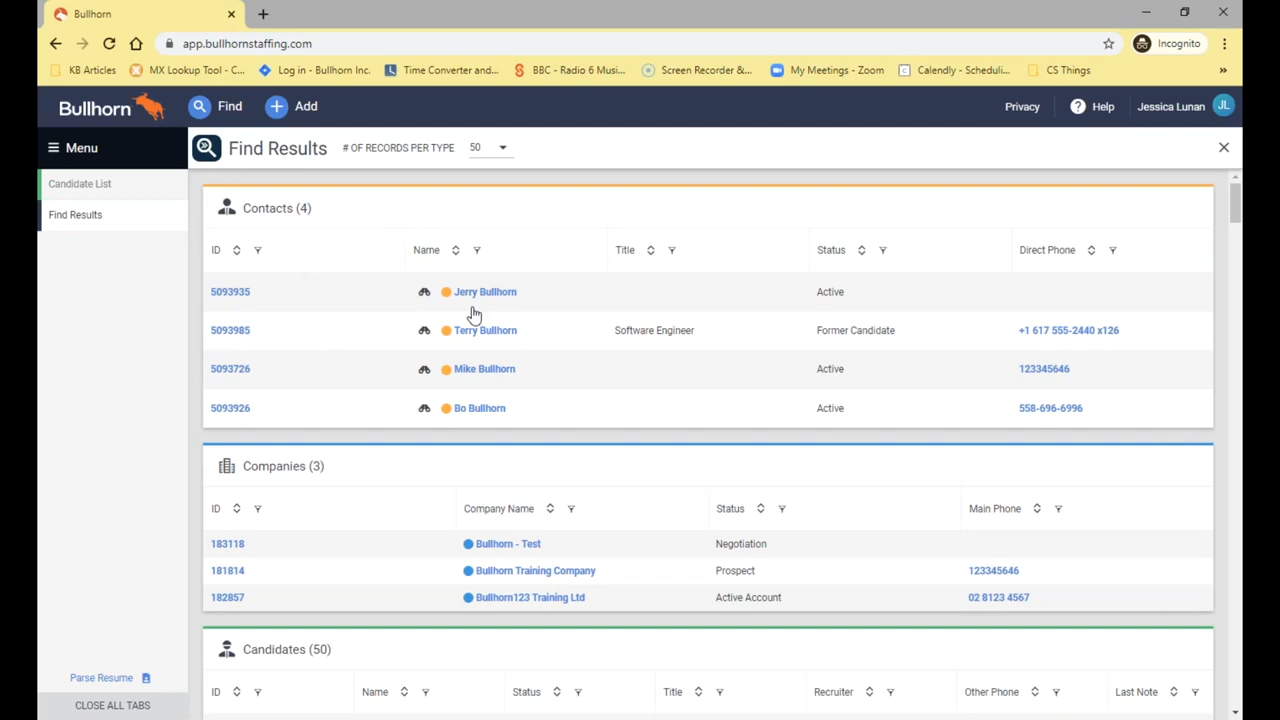 Bullhorn
app.bullhornstaffing.com
Incognito
KB Articles MX Lookup Tool - C... Log in - Bullhorn Inc. Time Converter and... BBC - Radio 6 Musi... Screen Recorder &... My Meetings - Zoom Calendly - Scheduli... CS Things »
Bullhorn Find Add Privacy Help Jessica Lunan JL
Menu Find Results # OF RECORDS PER TYPE 50
Candidate List
Find Results
Contacts (4)
ID Name Title Status Direct Phone
5093935 Jerry Bullhorn Active
5093985 Terry Bullhorn Software Engineer Former Candidate +1 617 555-2440 x126
5093726 Mike Bullhorn Active 123345646
5093926 Bo Bullhorn Active 558-696-6996
Companies (3)
ID Company Name Status Main Phone
183118 Bullhorn - Test Negotiation
181814 Bullhorn Training Company Prospect 123345646
182857 Bullhorn123 Training Ltd Active Account 02 8123 4567
Candidates (50)
ID Name Status Title Recruiter Other Phone Last Note
Parse Resume
CLOSE ALL TABS